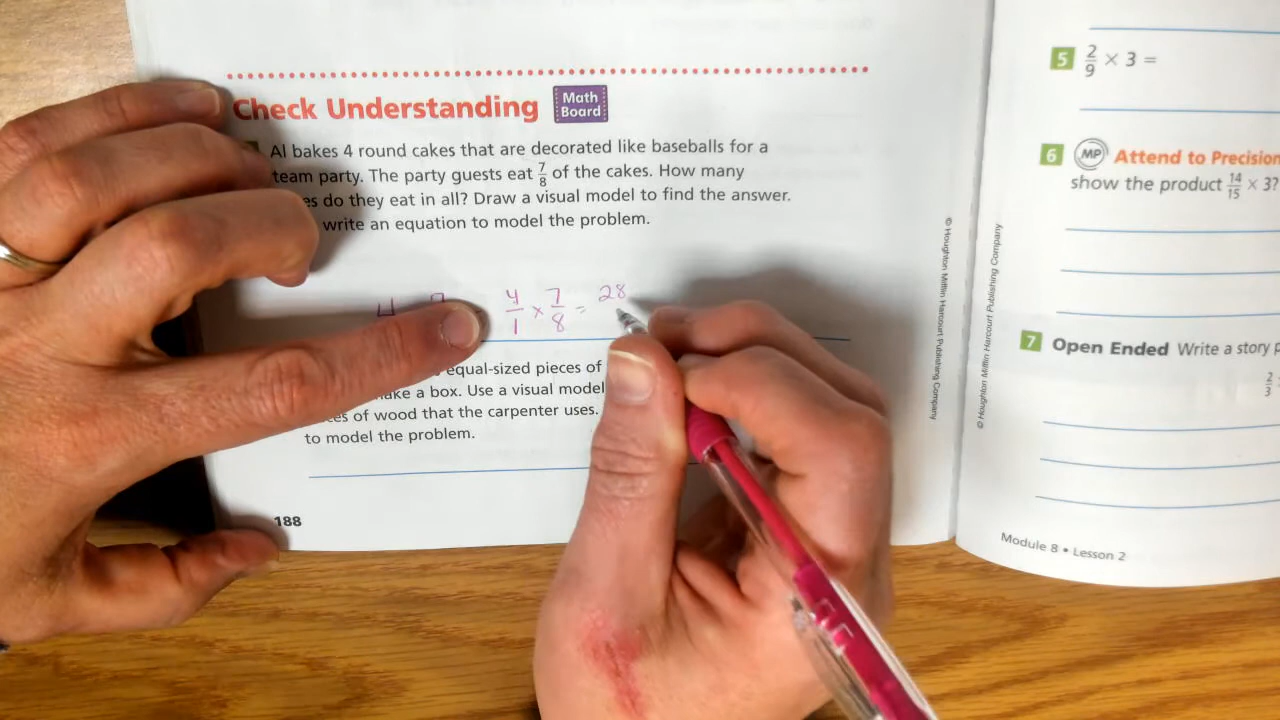 Check Understanding
Math
Board
Al bakes 4 round cakes that are decorated like baseballs for a
team party. The party guests eat 7/8 of the cakes. How many
es do they eat in all? Draw a visual model to find the answer.
write an equation to model the problem.
4/1 × 7/8 = 28
equal-sized pieces of
ake a box. Use a visual model
of wood that the carpenter uses.
to model the problem.
188
© Houghton Mifflin Harcourt Publishing Company
5 2/9 × 3 =
6 MP Attend to Precision
show the product 14/15 × 3?
7 Open Ended Write a story p
2/3
Module 8 • Lesson 2
© Houghton Mifflin Harcourt Publishing Company